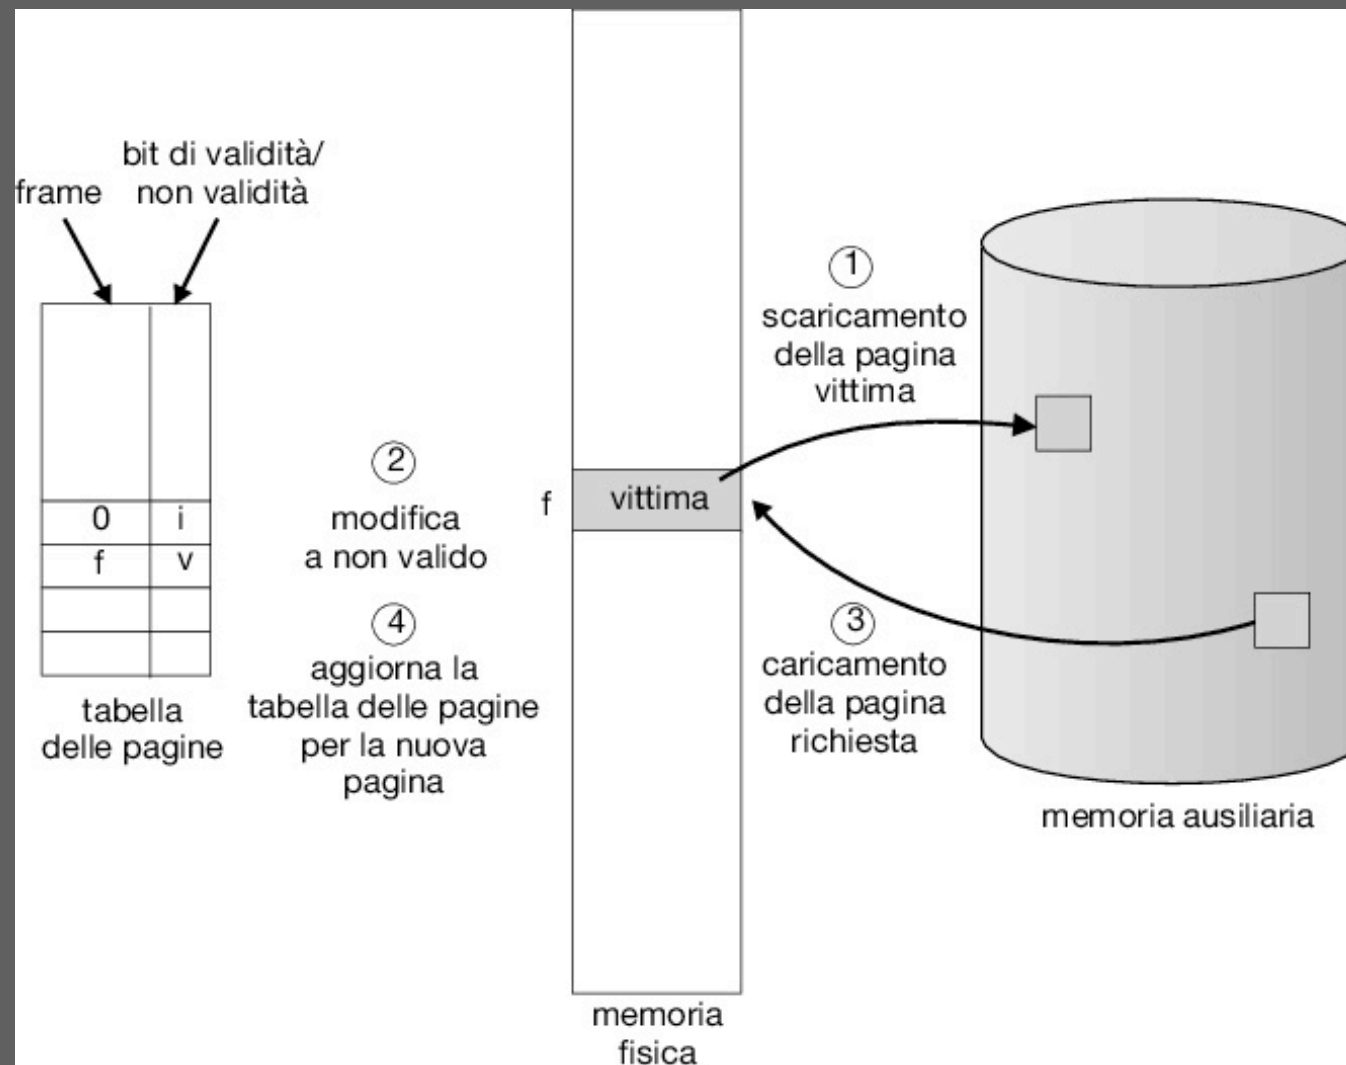 bit di validità/
frame non validità
0 i
f v
tabella
delle pagine
2
modifica
a non valido
4
aggiorna la
tabella delle pagine
per la nuova
pagina
f
vittima
memoria
fisica
1
scaricamento
della pagina
vittima
3
caricamento
della pagina
richiesta
memoria ausiliaria